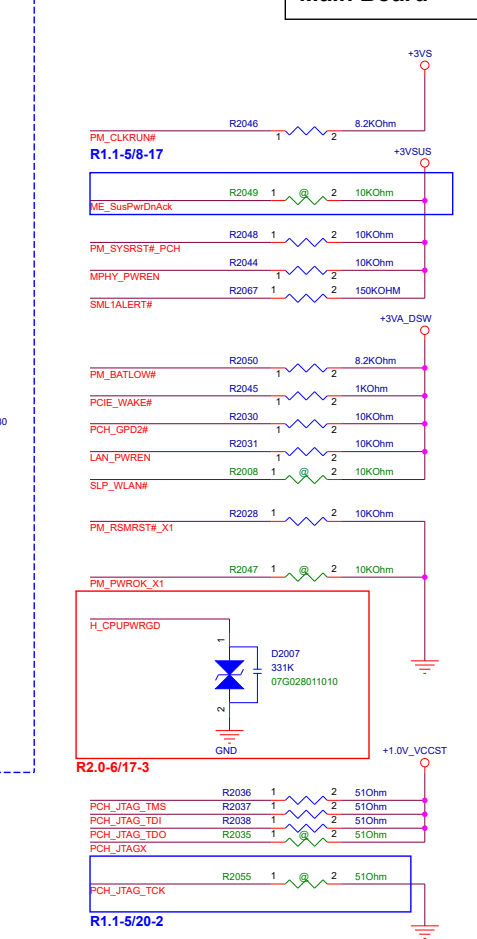 +3VS
R2046 8.2KOhm
PM_CLKRUN# 1 2
R1.1-5/8-17
+3VSUS
R2049 1 @ 2 10KOhm
ME_SusPwrDnAck
R2048 1 2 10KOhm
PM_SYSRST#_PCH
R2044 10KOhm
MPHY_PWREN 1 2
R2067 1 2 150KOHM
SML1ALERT#
+3VA_DSW
R2050 8.2KOhm
PM_BATLOW# 1 2
R2045 1KOhm
PCIE_WAKE# 1 2
R2030 10KOhm
PCH_GPD2# 1 2
R2031 10KOhm
LAN_PWREN 1 2
R2008 1 @ 2 10KOhm
SLP_WLAN#
R2028 1 2 10KOhm
PM_RSMRST#_X1
R2047 1 @ 2 10KOhm
PM_PWROK_X1
H_CPUPWRGD
1
D2007
331K
07G028011010
2
GND
R2.0-6/17-3
+1.0V_VCCST
R2036 1 2 51Ohm
PCH_JTAG_TMS R2037 1 2 51Ohm
PCH_JTAG_TDI R2038 1 2 51Ohm
PCH_JTAG_TDO R2035 1 @ 2 51Ohm
PCH_JTAGX
R2055 1 @ 2 51Ohm
PCH_JTAG_TCK
R1.1-5/20-2